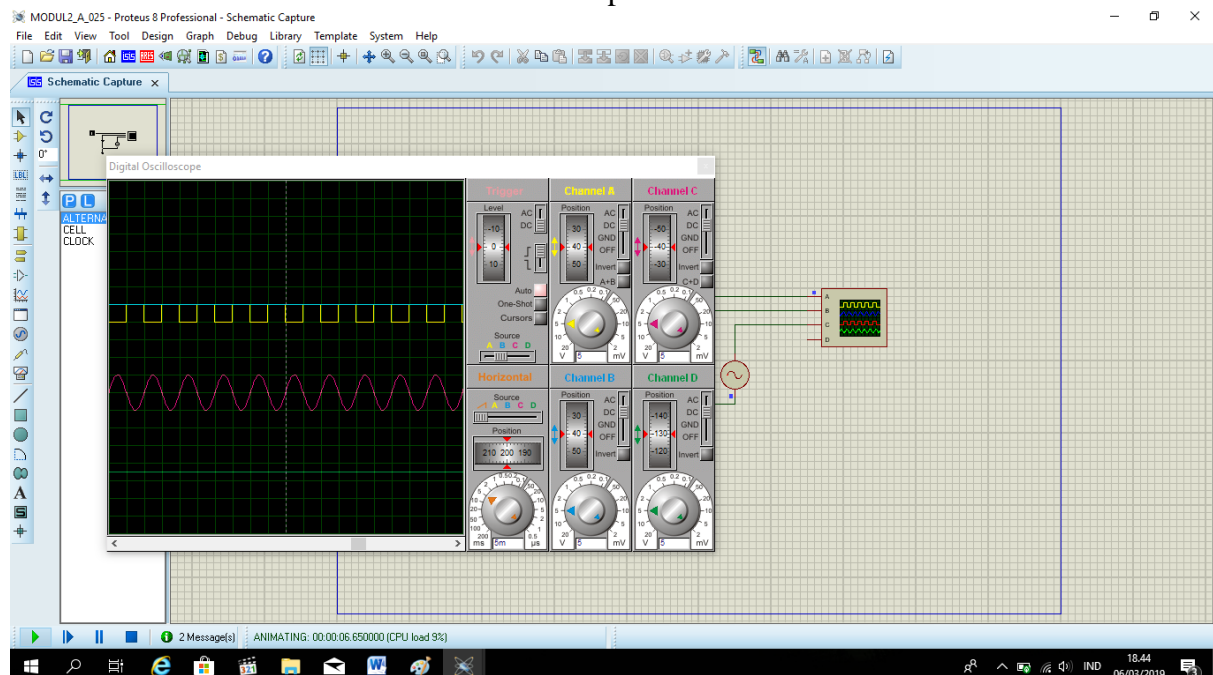 MODUL2_A_025 - Proteus 8 Professional - Schematic Capture
File Edit View Tool Design Graph Debug Library Template System Help
Schematic Capture x
0°
P L
ALTERNA
CELL
CLOCK
LBL
A
S
Digital Oscilloscope
Trigger
Level
AC
DC
-10
0
10
Auto
One-Shot
Cursors
Source
A B C D
Channel A
Position
AC
DC
GND
OFF
30
40
50
Invert
A+B
V 5 mV
Channel C
Position
AC
DC
GND
OFF
-50
-40
-30
Invert
C+D
V 5 mV
Horizontal
Source
A B C D
Position
210 200 190
ms 5m µs
Channel B
Position
AC
DC
GND
OFF
30
40
50
Invert
V 5 mV
Channel D
Position
AC
DC
GND
OFF
-140
-130
-120
Invert
V 5 mV
A
B
C
D
2 Message(s) ANIMATING: 00:00:06.650000 (CPU load 9%)
IND
18.44
06/03/2019